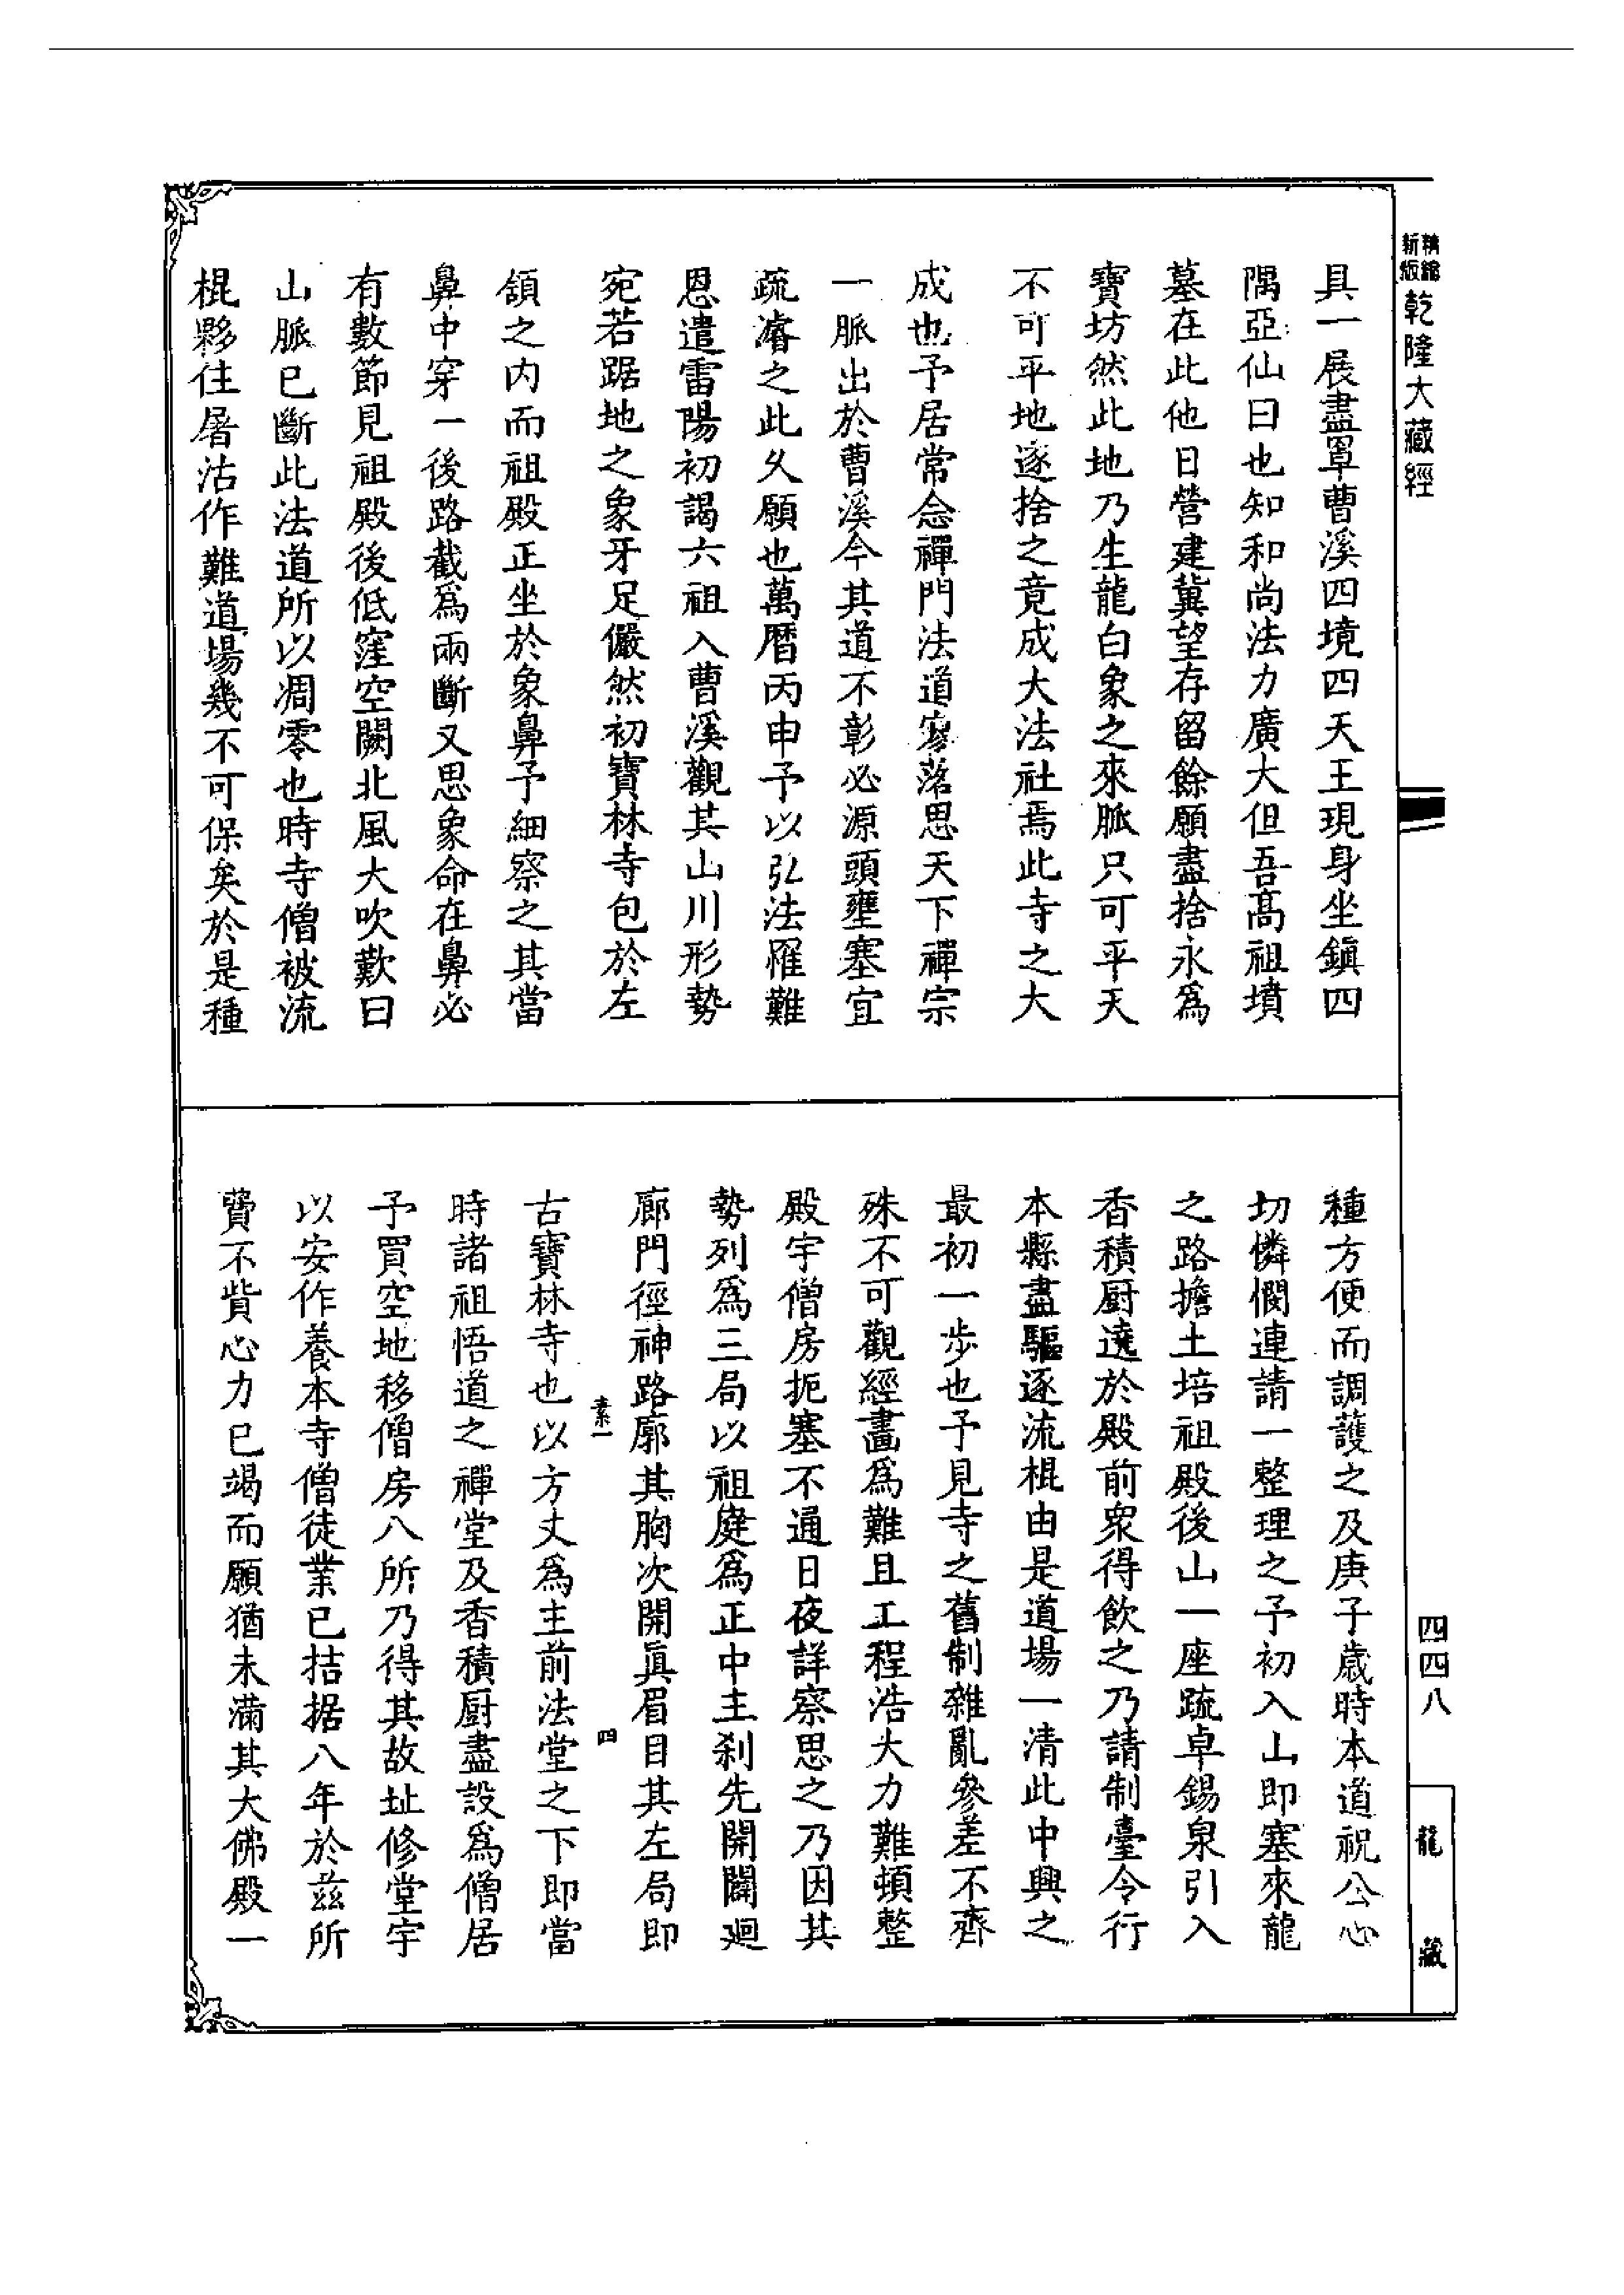 精縮新版乾隆大藏經
具一展盡罩曹溪四境四天王現身坐鎮四
隅亞仙曰也知和尚法力廣大但吾高祖墳
墓在此他日營建冀望存留餘願盡捨永為
寶坊然此地乃生龍白象之來脈只可平天
不可平地逐捨之竟成大法社焉此寺之大
成也予居常念禪門法道寥落思天下禪宗
一脈出於曹溪今其道不彰必源頭壅塞宜
疏濬之此久願也萬曆丙申予以弘法罹難
恩遣雷陽初謁六祖入曹溪觀其山川形勢
宛若踞地之象牙足儼然初寶林寺包於左
頷之内而祖殿正坐於象鼻予細察之其當
鼻中穿一後路截為兩斷又思象命在鼻必
有數節見祖殿後低窪空闕北風大吹歎曰
山脈已斷此法道所以凋零也時寺僧被流
棍夥住屠沽作難道場幾不可保矣於是種
種方便而調護之及庚子歲時本道祝公心
切憐憫連請一整理之予初入山即塞來龍
之路擔土培祖殿後山一座疏卓錫泉引入
香積厨遶於殿前衆得飲之乃請制臺令行
本縣盡驅逐流棍由是道場一清此中興之
最初一步也予見寺之舊制雜亂參差不齊
殊不可觀經畫為難且工程浩大力難頓整
殿宇僧房扼塞不通日夜詳察思之乃因其
勢列為三局以祖庭為正中主刹先開闢廻
廊門徑神路廓其胸次開眞眉目其左局即
素一 四
古寶林寺也以方丈為主前法堂之下即當
時諸祖悟道之禪堂及香積厨盡設為僧居
予買空地移僧房八所乃得其故址修堂宇
以安作養本寺僧徒業已拮据八年於茲所
費不貲心力已竭而願猶未滿其大佛殿一
四四八
龍藏